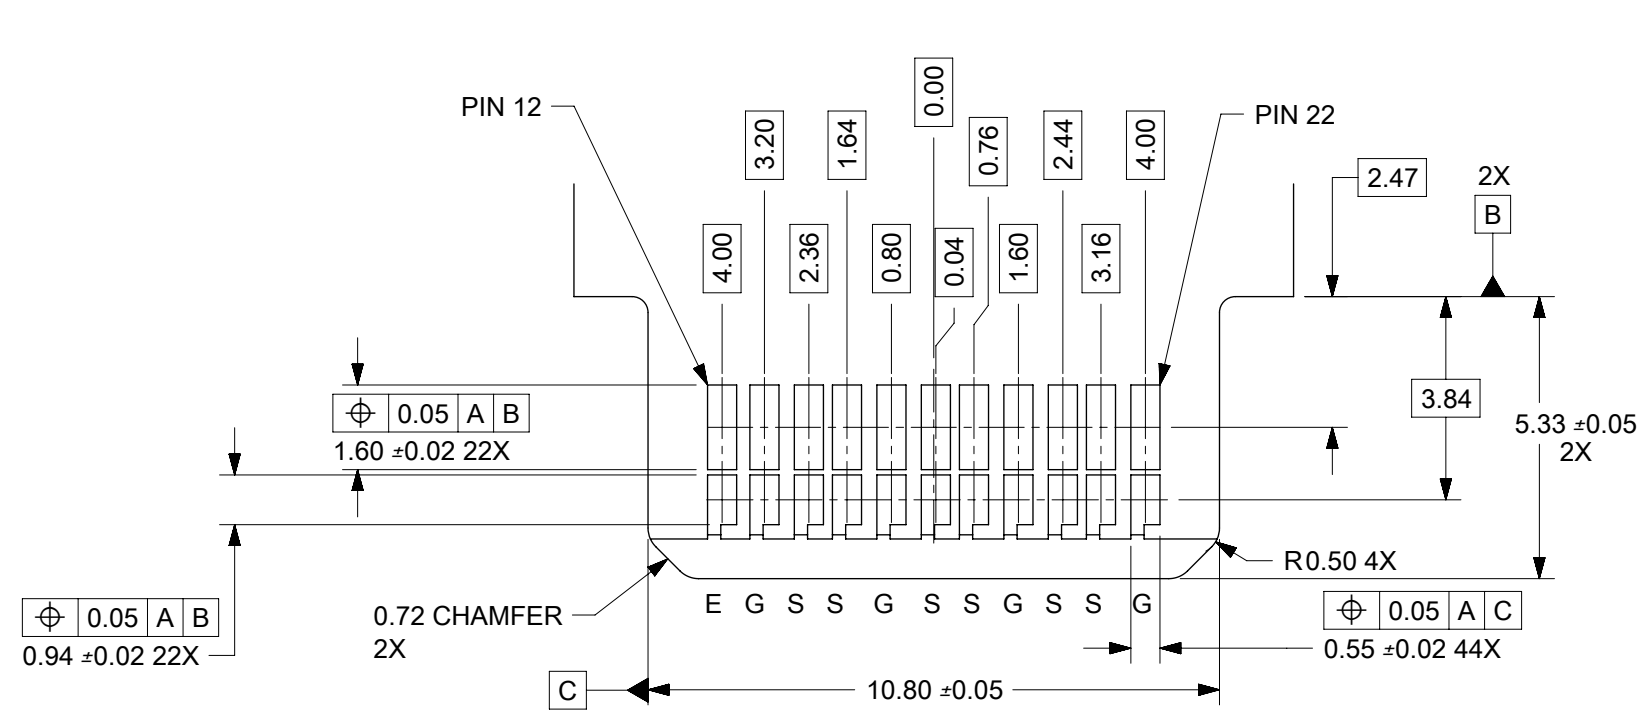 0.00
PIN 12
3.20
1.64
0.76
2.44
4.00
PIN 22
2.47
2X
B
4.00
2.36
0.80
0.04
1.60
3.16
3.84
0.05 A B
1.60 ±0.02 22X
5.33 ±0.05
2X
R0.50 4X
0.05 A B
0.94 ±0.02 22X
0.72 CHAMFER
2X
E G S S G S S G S S G
0.05 A C
0.55 ±0.02 44X
C
10.80 ±0.05